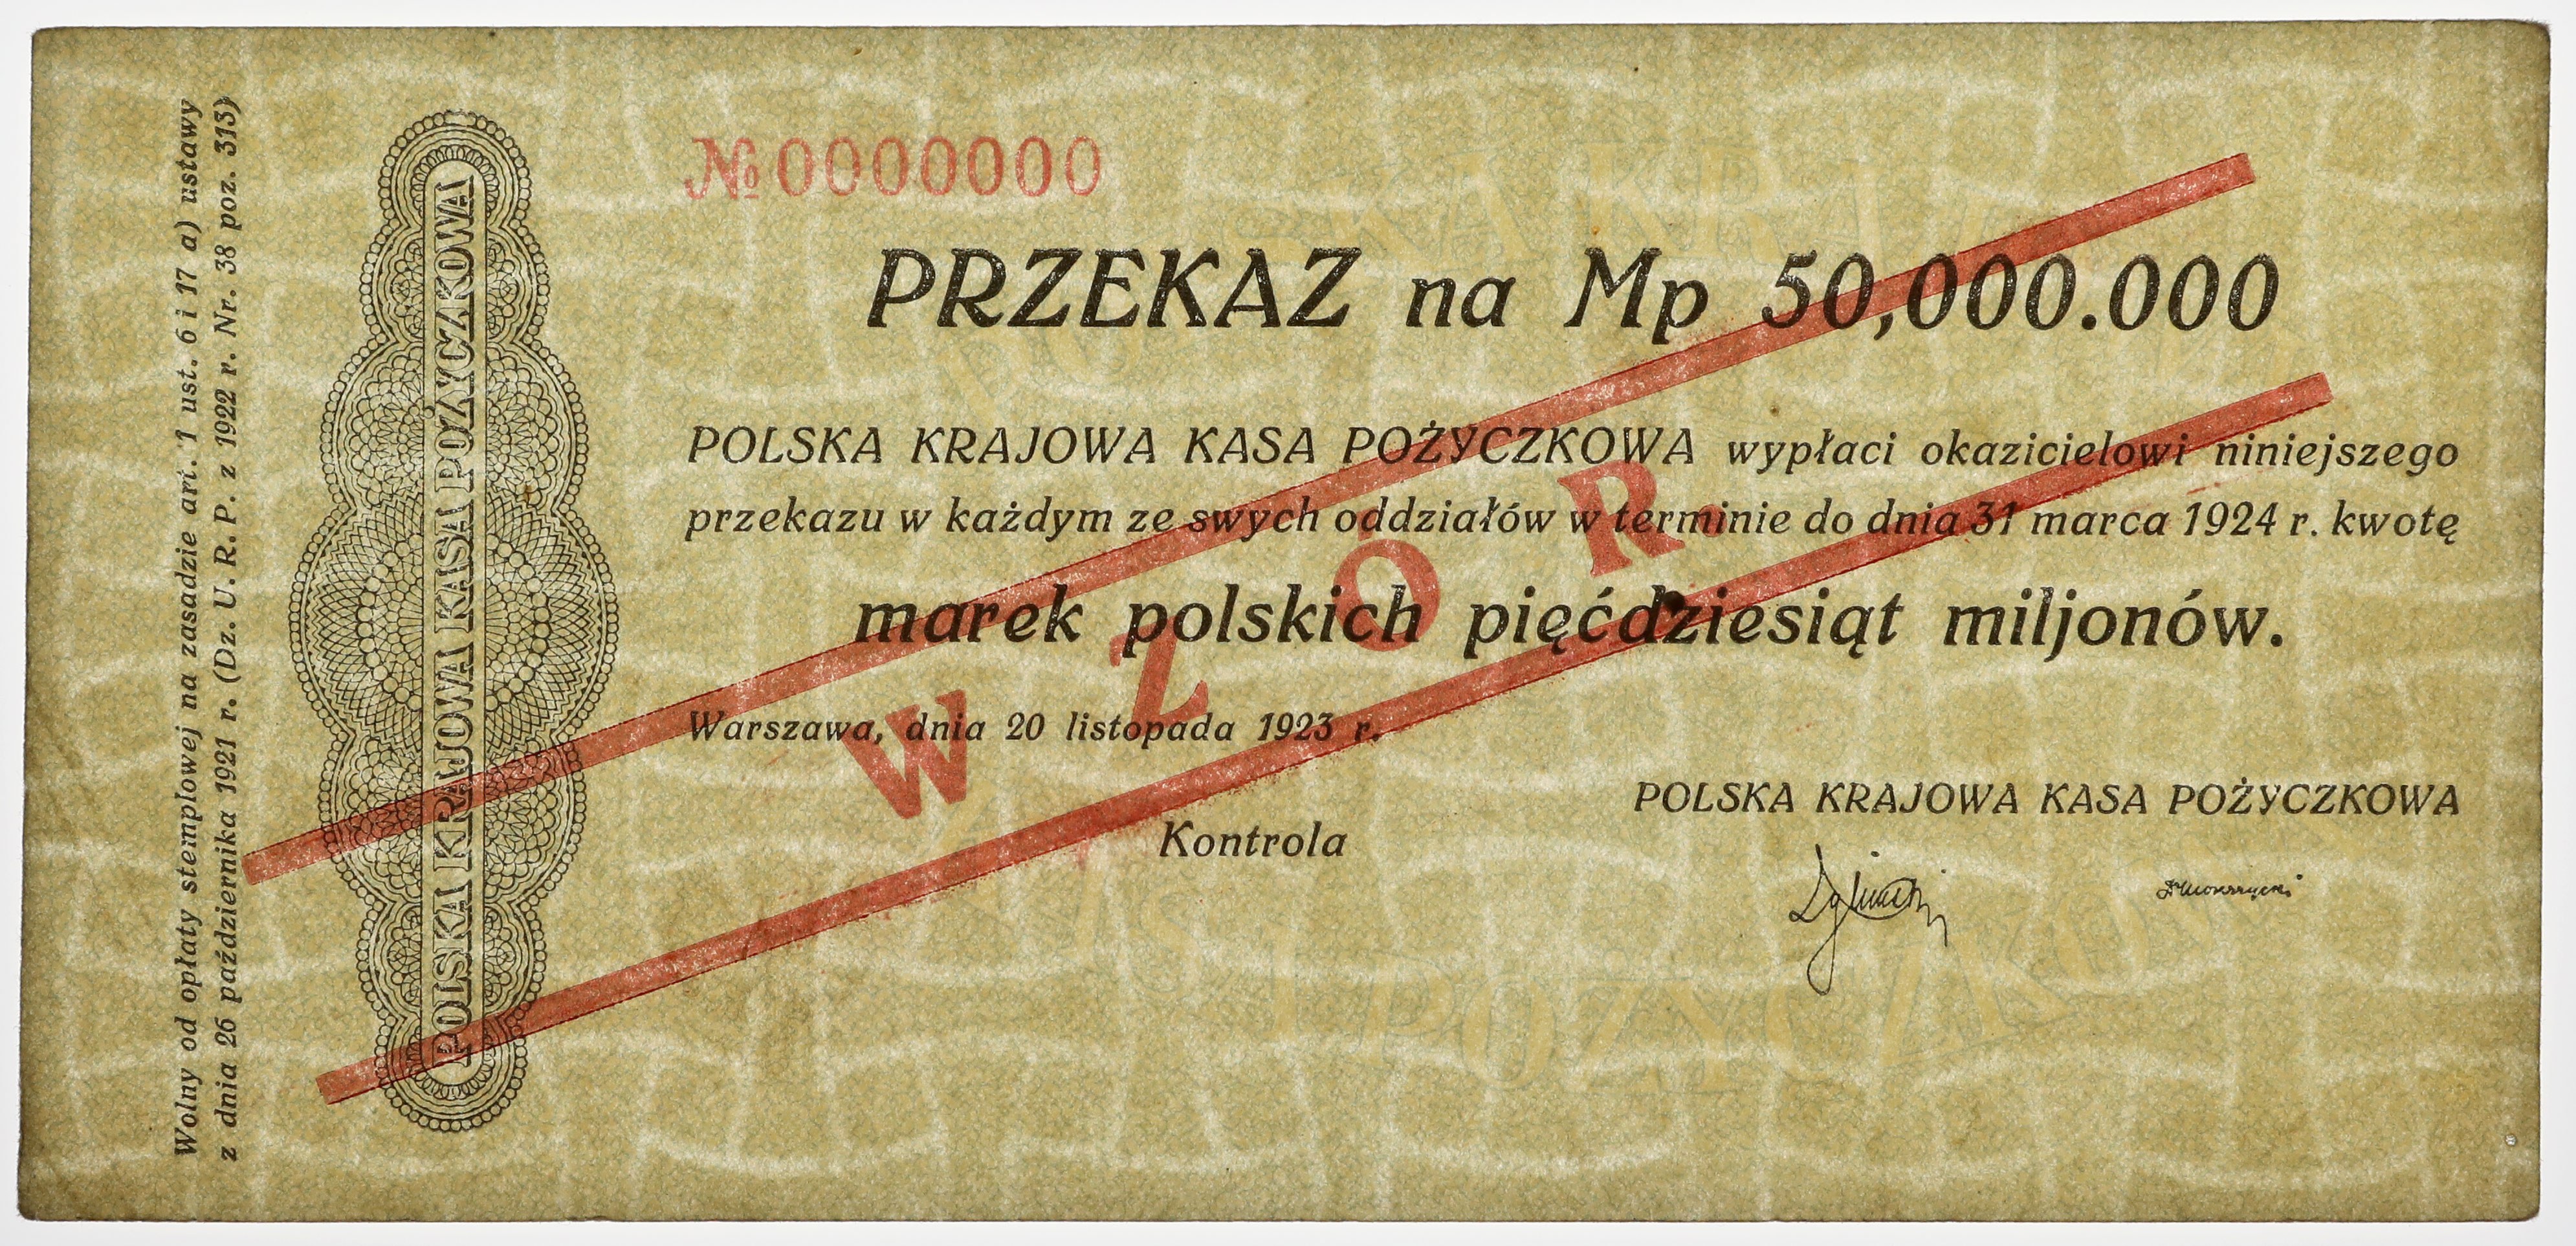 Wolny od opłaty stemplowej na zasadzie art. 1 ust. 6 i 17 a) ustawy
z dnia 26 października 1921 r. (Dz. U. R. P. z 1922 r. Nr. 38 poz. 313)
POLSKA KRAJOWA KASA POŻYCZKOWA
№ 0000000
PRZEKAZ na Mp 50,000.000
POLSKA KRAJOWA KASA POŻYCZKOWA wypłaci okazicielowi niniejszego
przekazu w każdym ze swych oddziałów w terminie do dnia 31 marca 1924 r. kwotę
marek polskich pięćdziesiąt miljonów.
WZÓR.
Warszawa, dnia 20 listopada 1923 r.
POLSKA KRAJOWA KASA POŻYCZKOWA
Kontrola